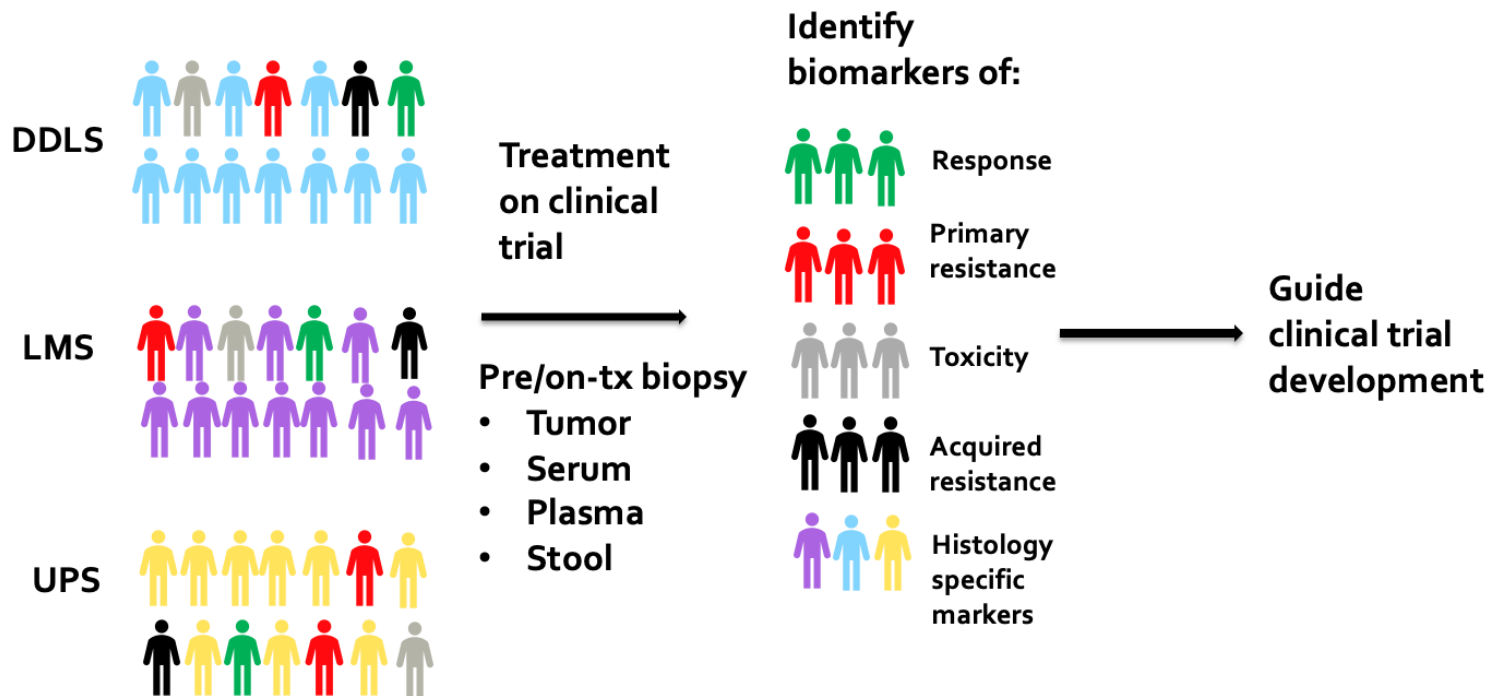 DDLS
LMS
UPS
Treatment
on clinical
trial
Pre/on-tx biopsy
• Tumor
• Serum
• Plasma
• Stool
Identify
biomarkers of:
Response
Primary
resistance
Toxicity
Acquired
resistance
Histology
specific
markers
Guide
clinical trial
development